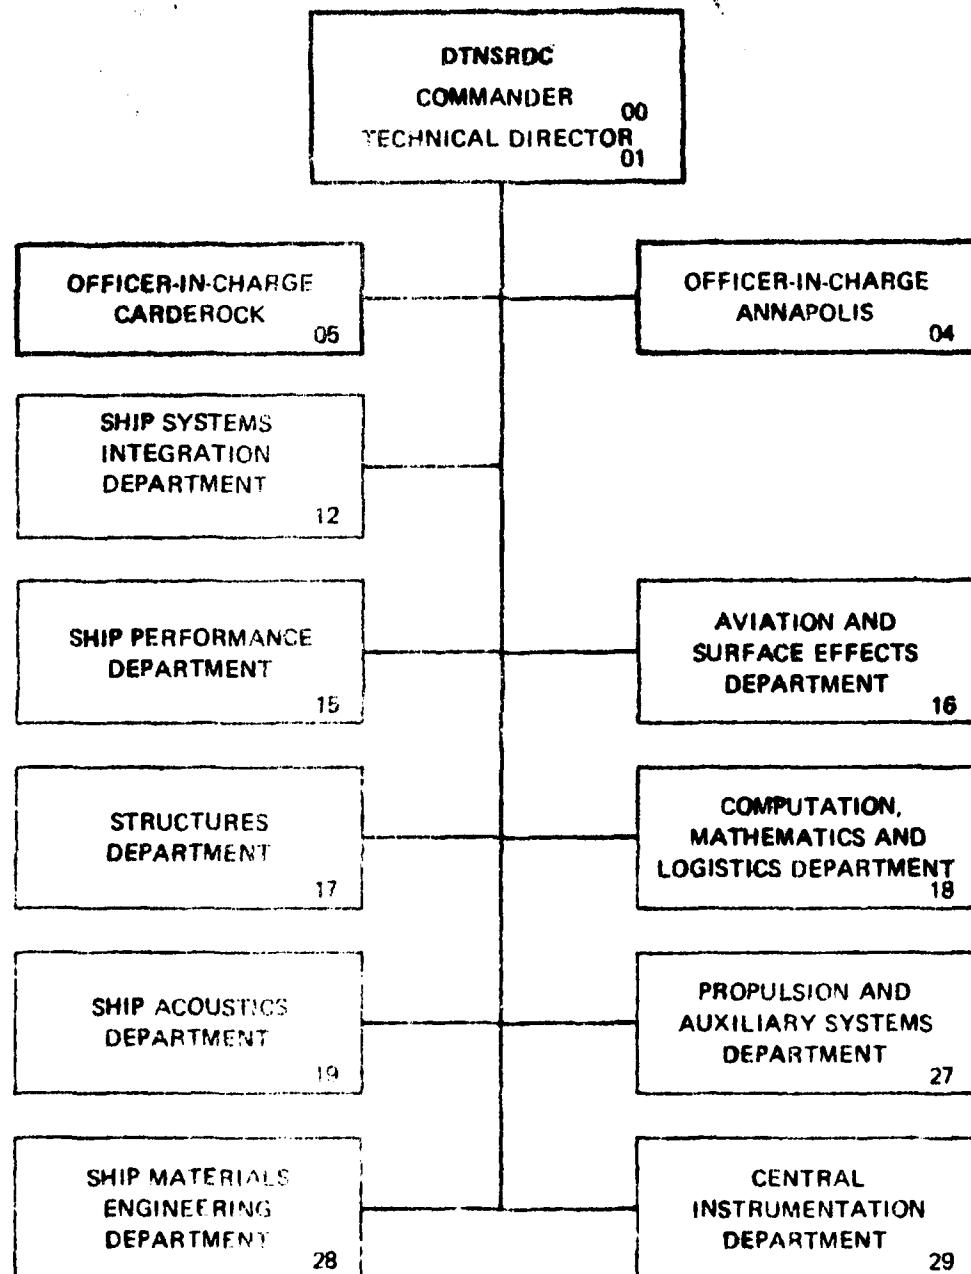 DTNSRDC
COMMANDER
00
TECHNICAL DIRECTOR
01
OFFICER-IN-CHARGE
CARDEROCK
05
OFFICER-IN-CHARGE
ANNAPOLIS
04
SHIP SYSTEMS
INTEGRATION
DEPARTMENT
12
SHIP PERFORMANCE
DEPARTMENT
15
AVIATION AND
SURFACE EFFECTS
DEPARTMENT
16
STRUCTURES
DEPARTMENT
17
COMPUTATION,
MATHEMATICS AND
LOGISTICS DEPARTMENT
18
SHIP ACOUSTICS
DEPARTMENT
19
PROPULSION AND
AUXILIARY SYSTEMS
DEPARTMENT
27
SHIP MATERIALS
ENGINEERING
DEPARTMENT
28
CENTRAL
INSTRUMENTATION
DEPARTMENT
29